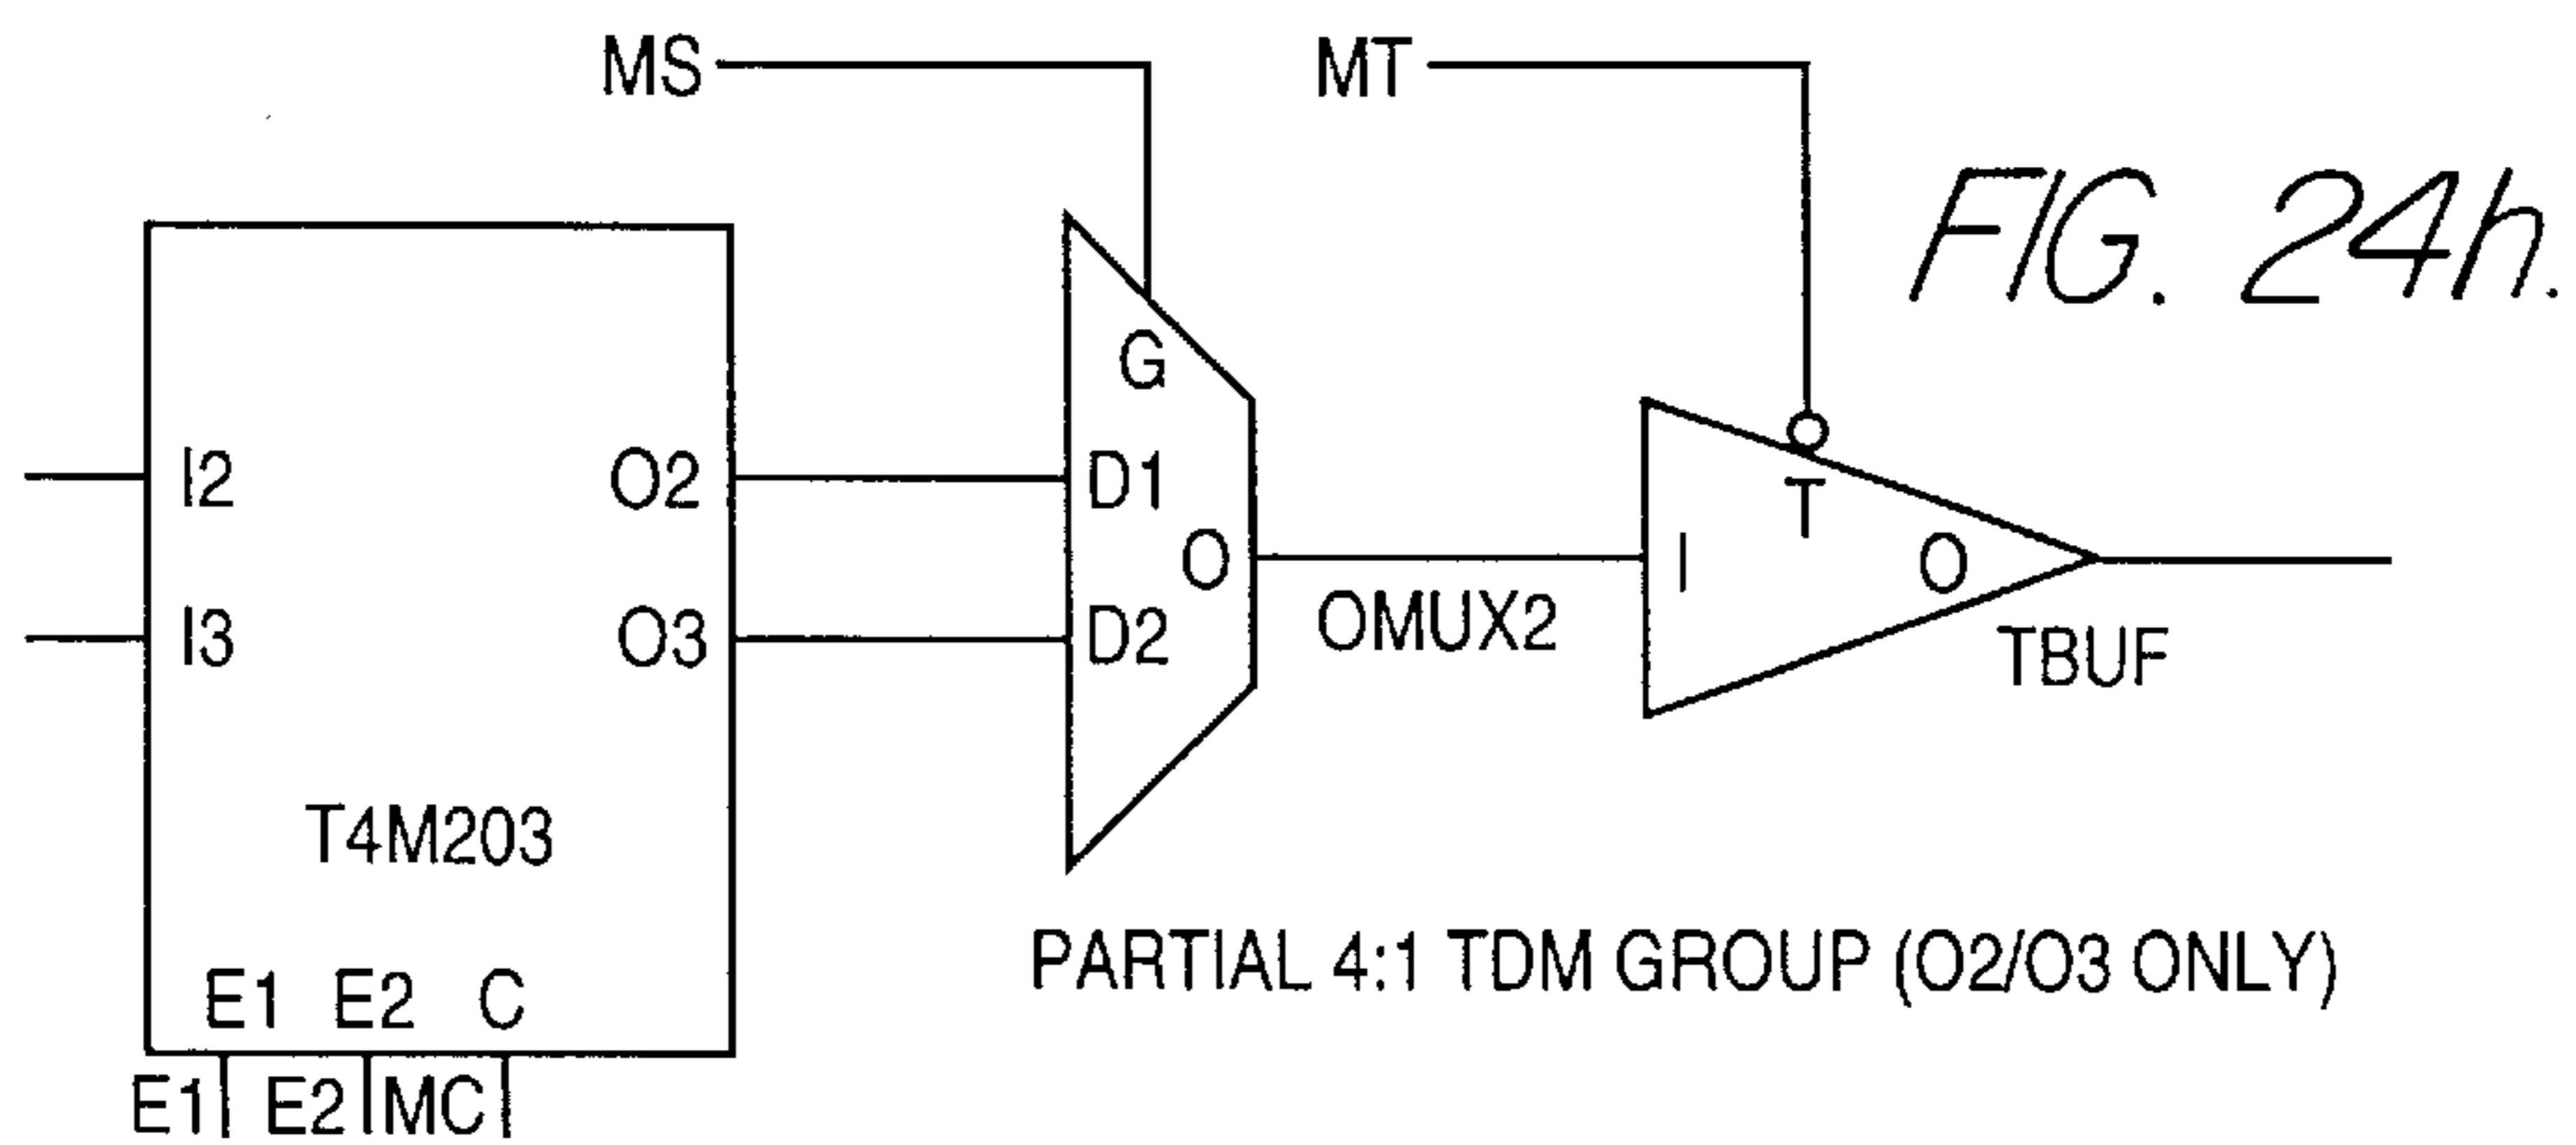 MS
MT
FIG. 24h.
G
I2
O2
D1
T
O
I
O
I3
O3
D2
OMUX2
TBUF
T4M203
PARTIAL 4:1 TDM GROUP (O2/O3 ONLY)
E1 E2 C
E1 E2 MC